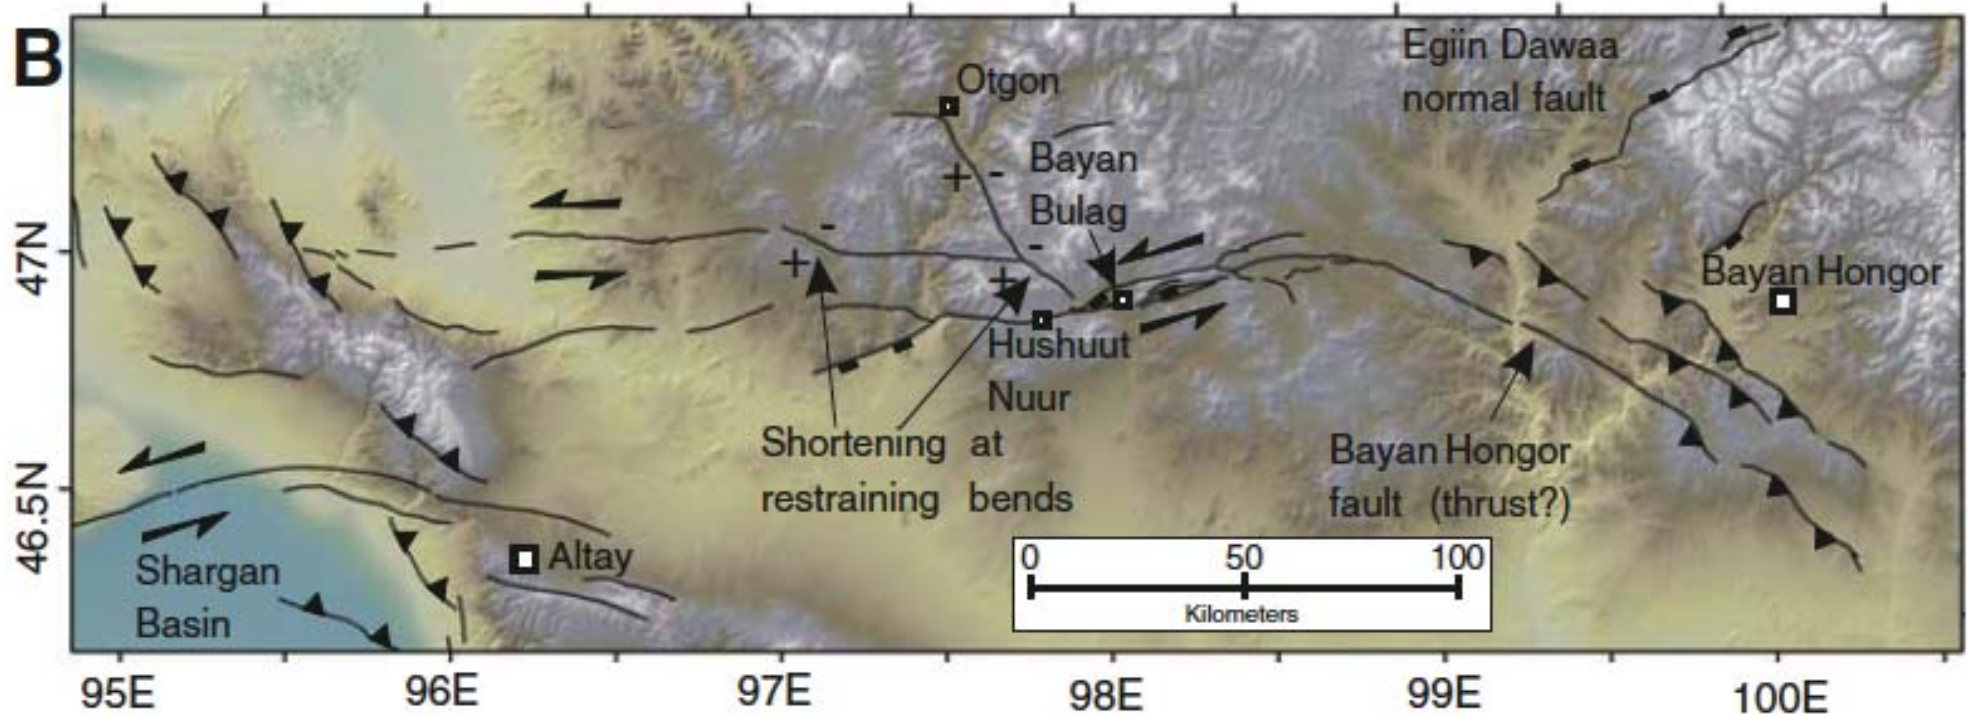 B
Egiin Dawaa
normal fault
Otgon
Bayan
Bulag
+ -
-
+
-
+
47N
Bayan Hongor
Hushuut
Nuur
Shortening at
restraining bends
Bayan Hongor
fault (thrust?)
46.5N
Shargan
Basin
Altay
0 50 100
Kilometers
95E 96E 97E 98E 99E 100E